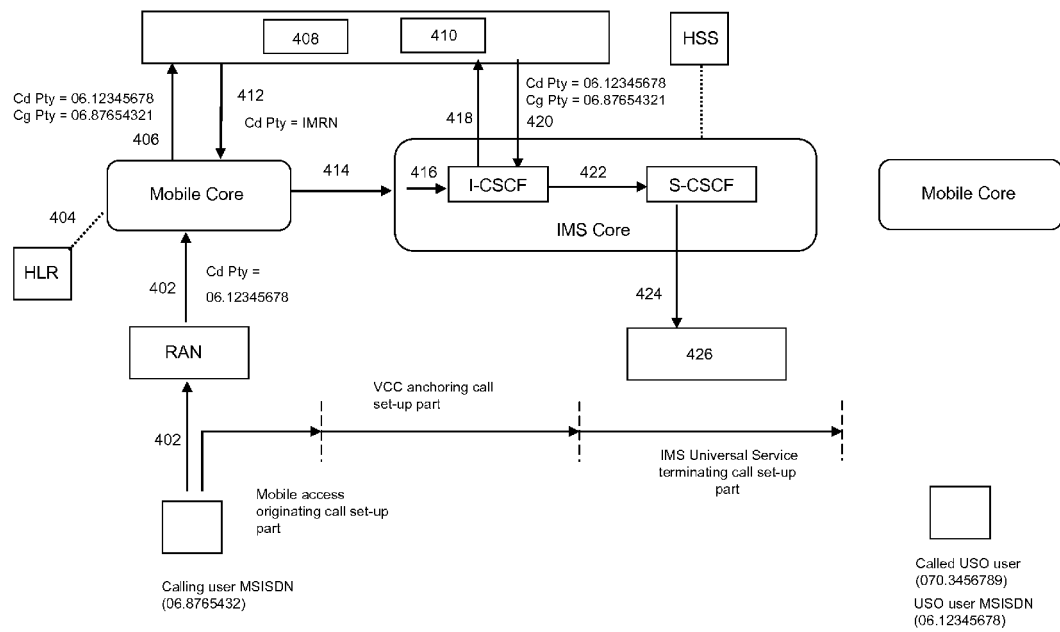 408
410
HSS
Cd Pty = 06.12345678
Cg Pty = 06.87654321
406
412
Cd Pty = IMRN
418
Cd Pty = 06.12345678
Cg Pty = 06.87654321
420
Mobile Core
414
416
I-CSCF
422
S-CSCF
IMS Core
Mobile Core
404
HLR
402
Cd Pty =
06.12345678
424
RAN
426
402
VCC anchoring call
set-up part
IMS Universal Service
terminating call set-up
part
Mobile access
originating call set-up
part
Calling user MSISDN
(06.8765432)
Called USO user
(070.3456789)
USO user MSISDN
(06.12345678)